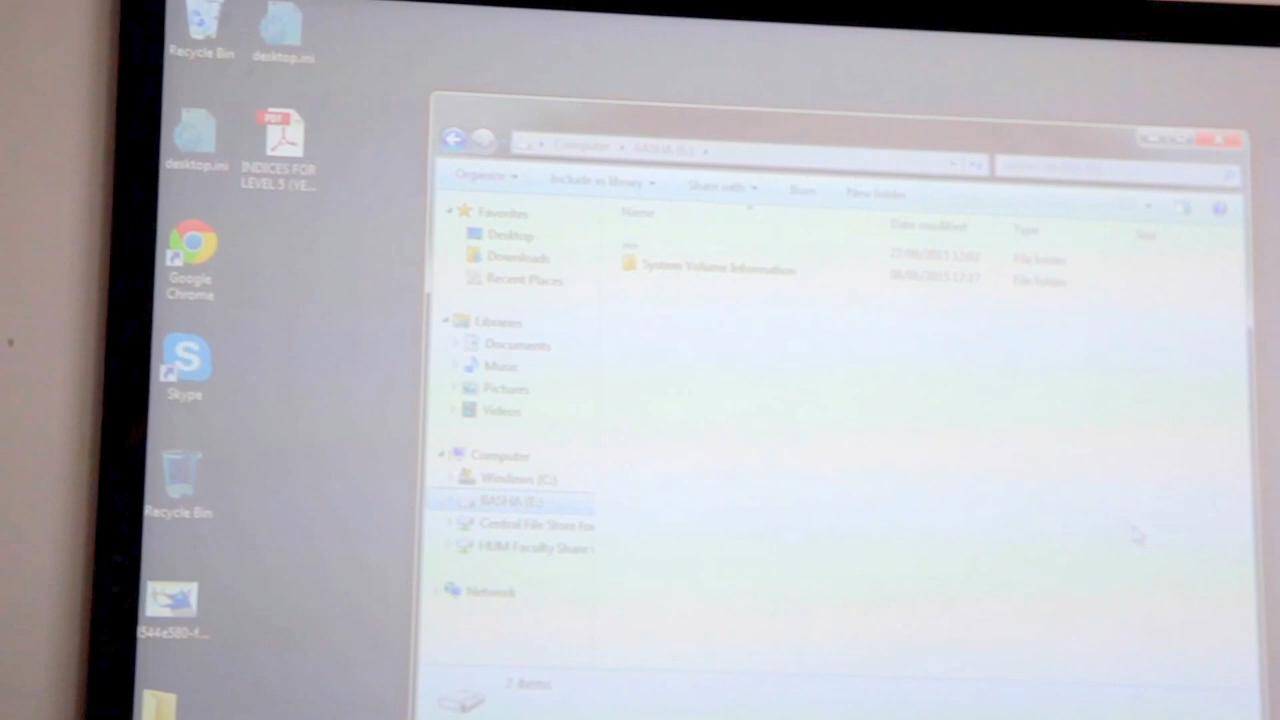 Recycle Bin
desktop.ini
desktop.ini
PDF
INDICES FOR
LEVEL 5 (YE...
Google
Chrome
Skype
Recycle Bin
Computer
Organize
Include in library
Share with
Burn
New folder
Favorites
Desktop
Downloads
Recent Places
Libraries
Documents
Music
Pictures
Videos
Computer
Windows (C:)
Central File Store
HUM Faculty Share
Network
Name
Date modified
Type
Size
File folder
System Volume Information
File folder
2 items